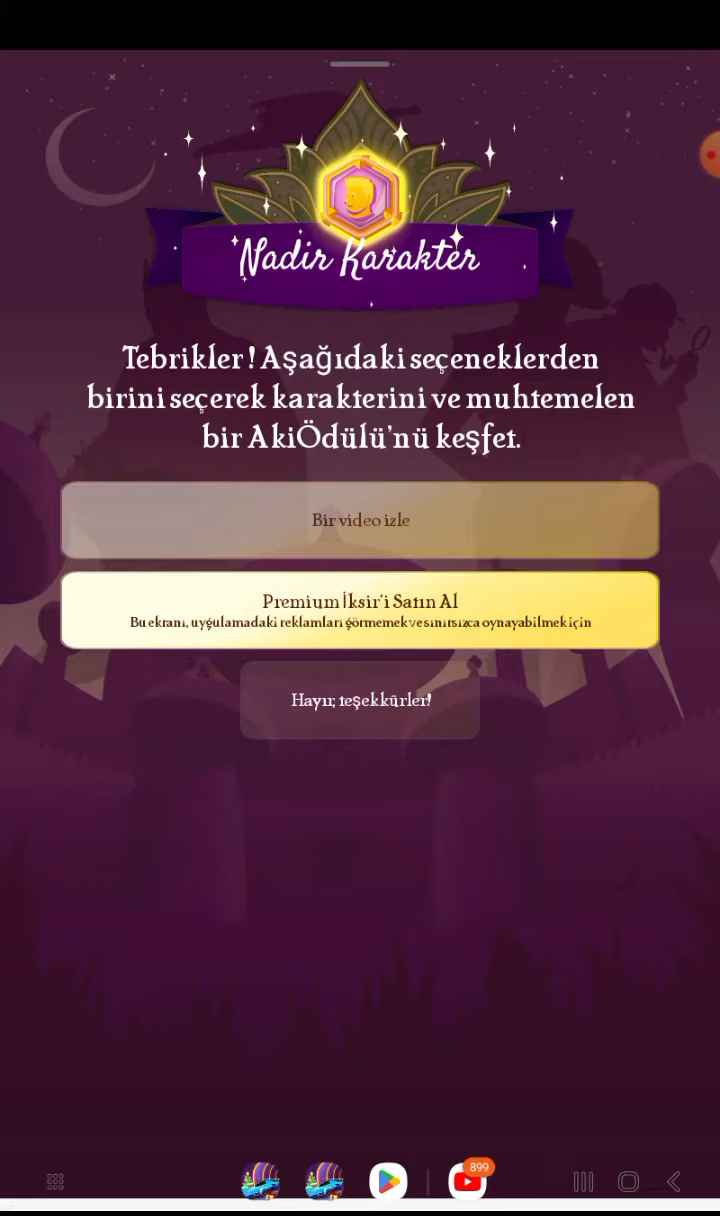 Nadir Karakter
Tebrikler ! Aşağıdaki seçeneklerden
birini seçerek karakterini ve muhtemelen
bir AkiÖdülü'nü keşfet.
Bir video izle
Premium İksir'i Satın Al
Bu ekranı, uygulamadaki reklamları görmemek ve sınırsızca oynayabilmek için
Hayır; teşekkürler!
899